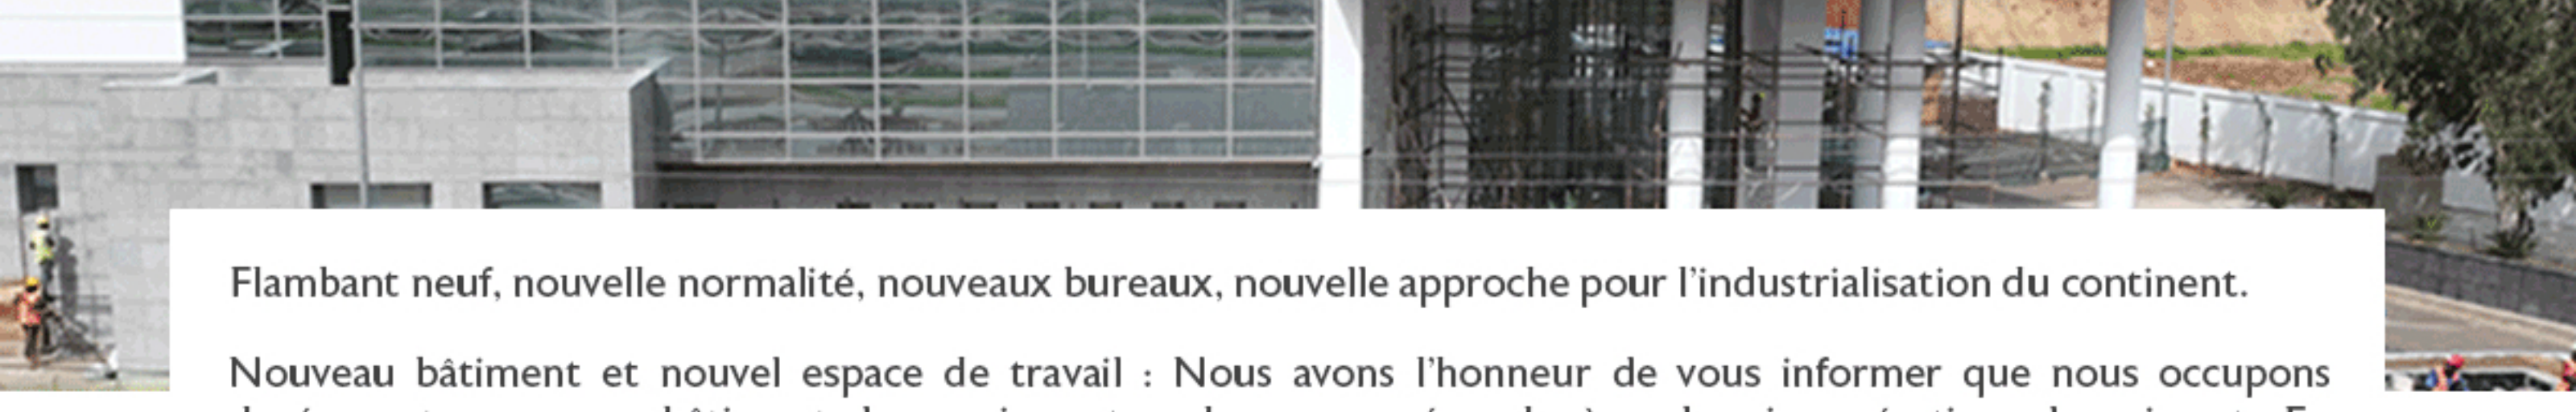 Flambant neuf, nouvelle normalité, nouveaux bureaux, nouvelle approche pour l'industrialisation du continent.
Nouveau bâtiment et nouvel espace de travail : Nous avons l'honneur de vous informer que nous occupons